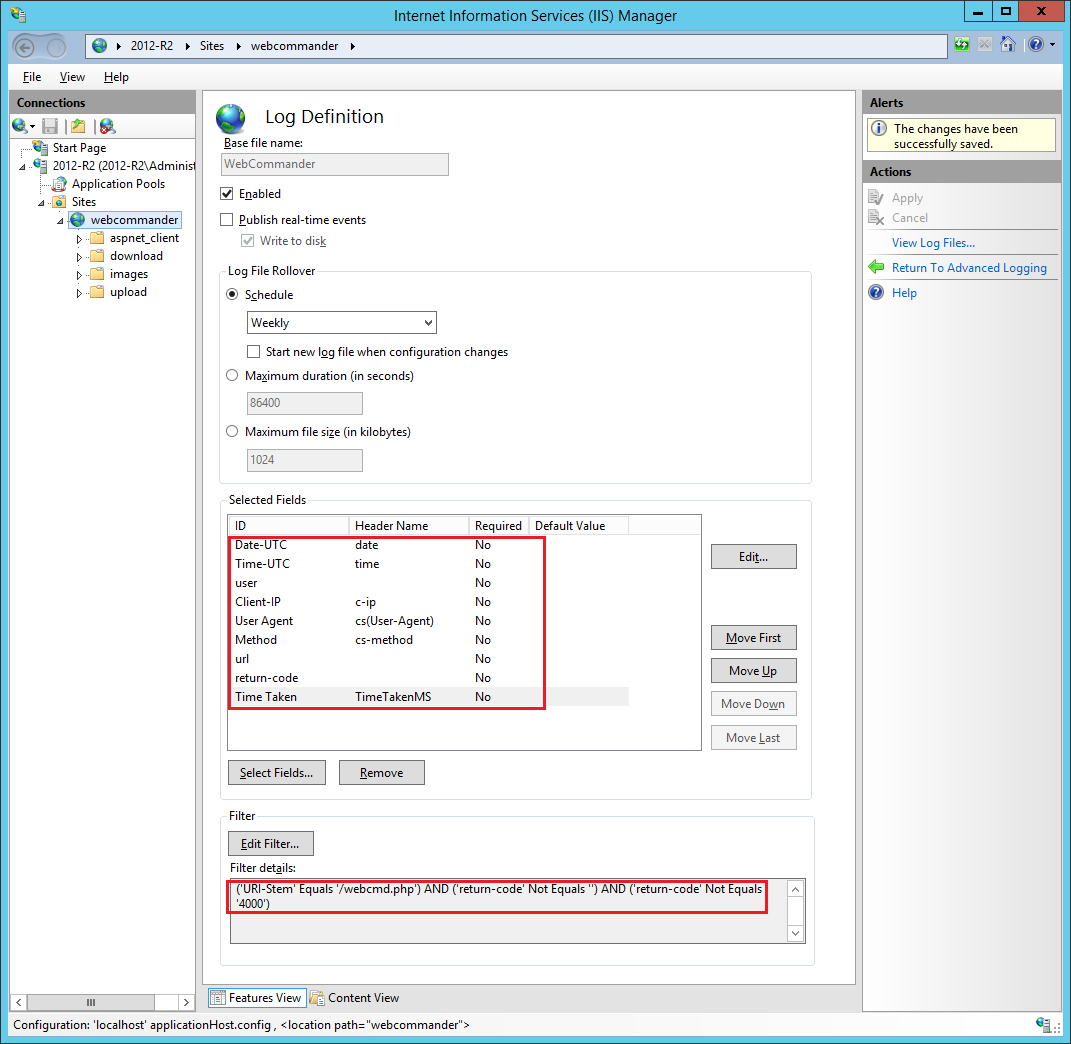 Internet Information Services (IIS) Manager
2012-R2 Sites webcommander
File View Help
Connections
Start Page
2012-R2 (2012-R2\Administ
Application Pools
Sites
webcommander
aspnet_client
download
images
upload
Log Definition
Base file name:
WebCommander
Enabled
Publish real-time events
Write to disk
Log File Rollover
Schedule
Weekly
Start new log file when configuration changes
Maximum duration (in seconds)
86400
Maximum file size (in kilobytes)
1024
Selected Fields
ID Header Name Required Default Value
Date-UTC date No
Time-UTC time No
user No
Client-IP c-ip No
User Agent cs(User-Agent) No
Method cs-method No
url No
return-code No
Time Taken TimeTakenMS No
Edit...
Move First
Move Up
Move Down
Move Last
Select Fields... Remove
Filter
Edit Filter...
Filter details:
('URI-Stem' Equals '/webcmd.php') AND ('return-code' Not Equals '') AND ('return-code' Not Equals
'4000')
Features View Content View
Alerts
The changes have been
successfully saved.
Actions
Apply
Cancel
View Log Files...
Return To Advanced Logging
Help
Configuration: 'localhost' applicationHost.config , <location path="webcommander">